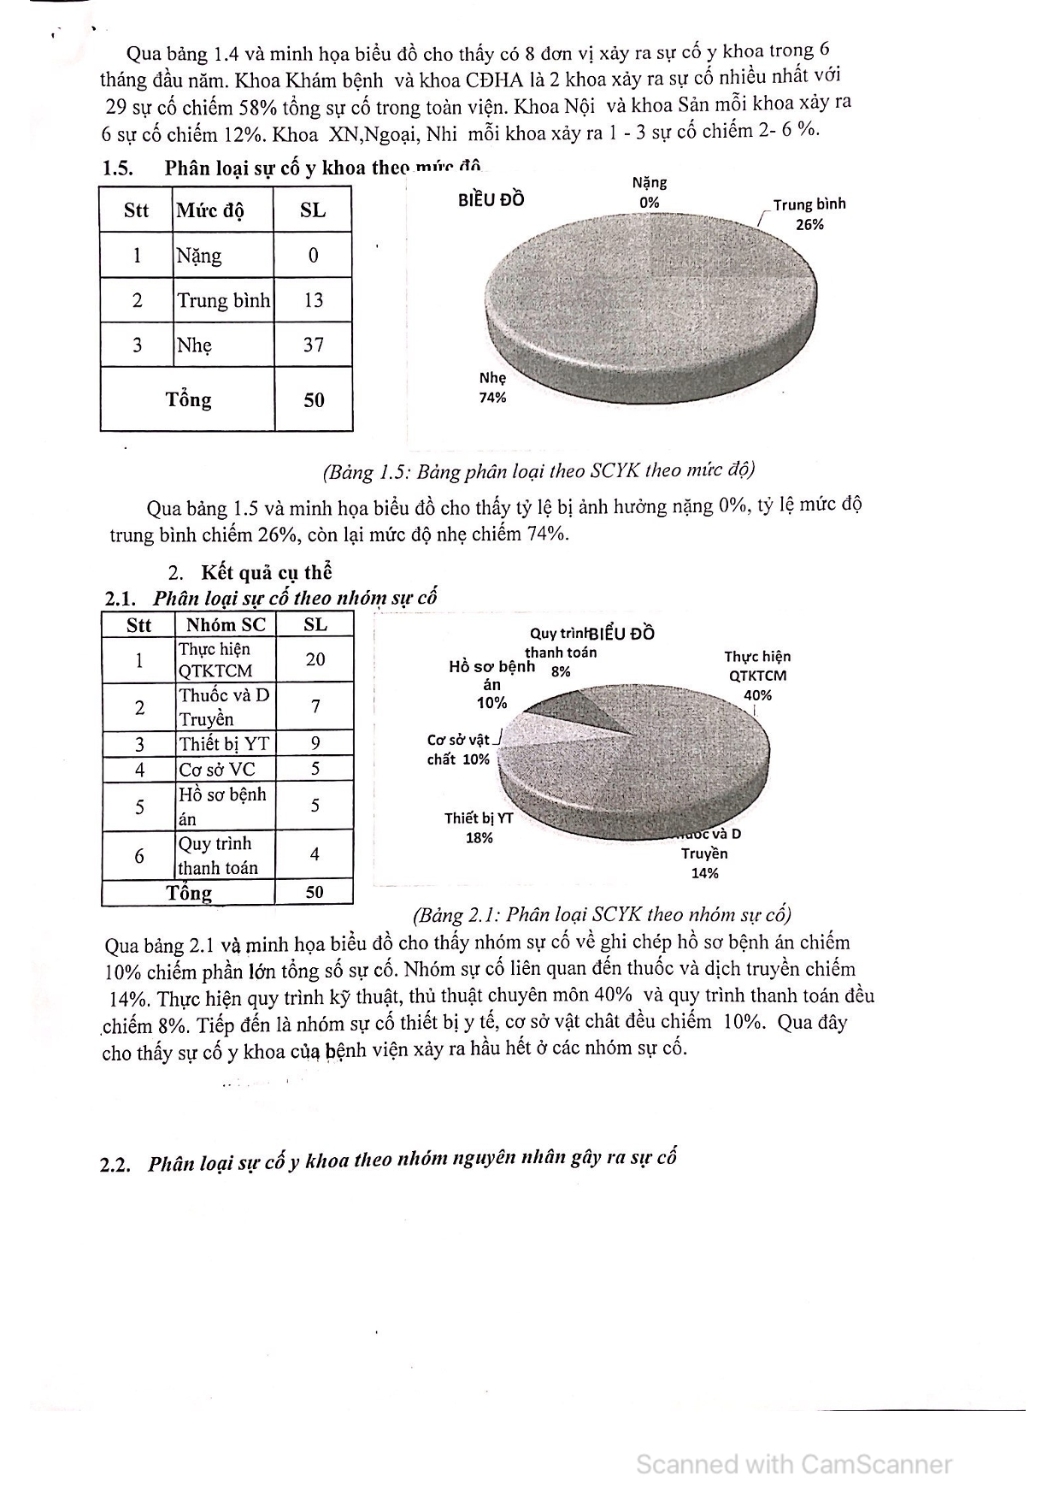 Qua bảng 1.4 và minh họa biểu đồ cho thấy có 8 đơn vị xảy ra sự cố y khoa trong 6
tháng đầu năm. Khoa Khám bệnh và khoa CĐHA là 2 khoa xảy ra sự cố nhiều nhất với
29 sự cố chiếm 58% tổng sự cố trong toàn viện. Khoa Nội và khoa Sản mỗi khoa xảy ra
6 sự cố chiếm 12%. Khoa XN,Ngoại, Nhi mỗi khoa xảy ra 1 - 3 sự cố chiếm 2- 6 %.
1.5. Phân loại sự cố y khoa theo mức độ
Stt Mức độ SL
1 Nặng 0
2 Trung bình 13
3 Nhẹ 37
Tổng 50
BIỀU ĐỒ
Nặng
0%
Trung bình
26%
Nhẹ
74%
(Bảng 1.5: Bảng phân loại theo SCYK theo mức độ)
Qua bảng 1.5 và minh họa biểu đồ cho thấy tỷ lệ bị ảnh hưởng nặng 0%, tỷ lệ mức độ
trung bình chiếm 26%, còn lại mức độ nhẹ chiếm 74%.
2. Kết quả cụ thể
2.1. Phân loại sự cố theo nhóm sự cố
Stt Nhóm SC SL
1 Thực hiện QTKTCM 20
2 Thuốc và D Truyền 7
3 Thiết bị YT 9
4 Cơ sở VC 5
5 Hồ sơ bệnh án 5
6 Quy trình thanh toán 4
Tổng 50
BIỂU ĐỒ
Quy trình
thanh toán
8%
Hồ sơ bệnh
án
10%
Cơ sở vật
chất 10%
Thiết bị YT
18%
Thực hiện
QTKTCM
40%
và D
Truyền
14%
(Bảng 2.1: Phân loại SCYK theo nhóm sự cố)
Qua bảng 2.1 và minh họa biểu đồ cho thấy nhóm sự cố về ghi chép hồ sơ bệnh án chiếm
10% chiếm phần lớn tổng số sự cố. Nhóm sự cố liên quan đến thuốc và dịch truyền chiếm
14%. Thực hiện quy trình kỹ thuật, thủ thuật chuyên môn 40% và quy trình thanh toán đều
chiếm 8%. Tiếp đến là nhóm sự cố thiết bị y tế, cơ sở vật chât đều chiếm 10%. Qua đây
cho thấy sự cố y khoa của bệnh viện xảy ra hầu hết ở các nhóm sự cố.
2.2. Phân loại sự cố y khoa theo nhóm nguyên nhân gây ra sự cố
Scanned with CamScanner